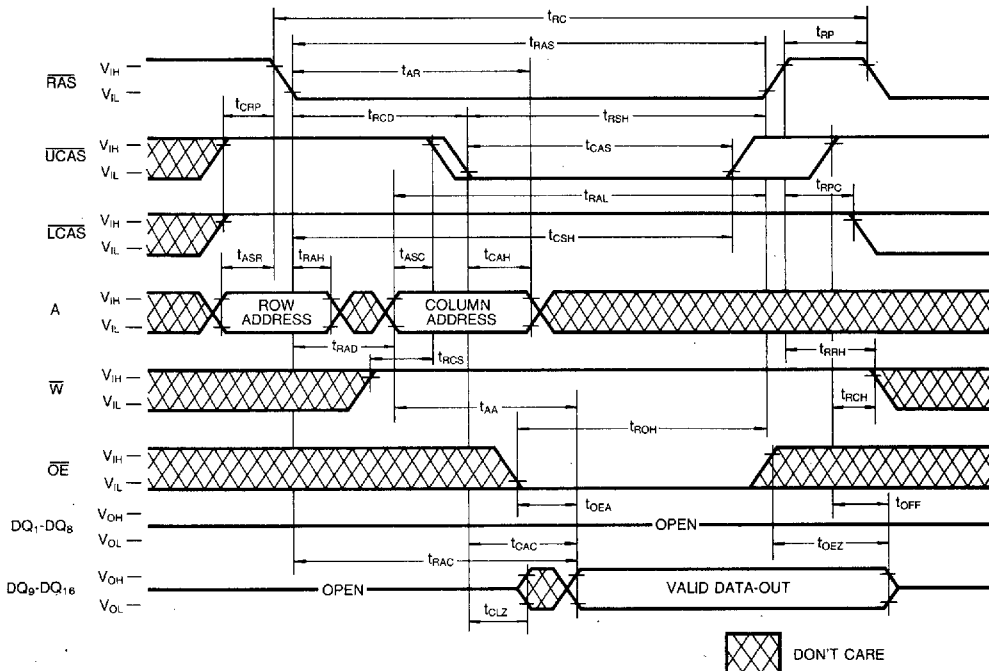 tRC
tRP
tRAS
tAR
RAS
VIH
VIL
tCRP
tRCD
tRSH
UCAS
VIH
VIL
tCAS
tRAL
tRPC
LCAS
VIH
VIL
tCSH
tASR
tRAH
tASC
tCAH
A
VIH
VIL
ROW
ADDRESS
COLUMN
ADDRESS
tRAD
tRCS
tRRH
W
VIH
VIL
tRCH
tAA
tROH
OE
VIH
VIL
tOEA
tOFF
DQ1-DQ8
VOH
VOL
OPEN
tCAC
tOEZ
tRAC
DQ9-DQ16
VOH
VOL
OPEN
VALID DATA-OUT
tCLZ
DON'T CARE